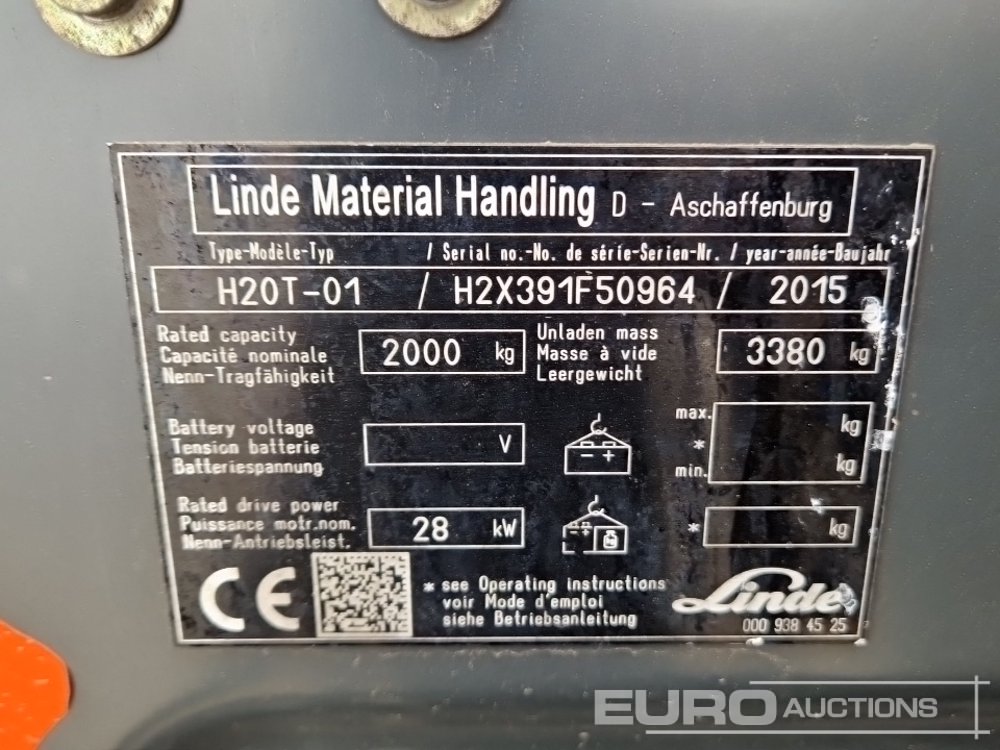 Linde Material Handling D - Aschaffenburg
Type-Modèle-Typ / Serial no.-No. de série-Serien-Nr. / year-année-Baujahr
H20T-01 / H2X391F50964 / 2015
Rated capacity
Capacité nominale
Nenn-Tragfähigkeit
2000 kg
Unladen mass
Masse à vide
Leergewicht
3380 kg
Battery voltage
Tension batterie
Batteriespannung
V
- +
max. kg
*
min. kg
Rated drive power
Puissance motr.nom.
Nenn-Antriebsleist.
28 kW
* kg
CE
* see Operating instructions
voir Mode d'emploi
siehe Betriebsanleitung
Linde
000 938 45 25
EURO AUCTIONS